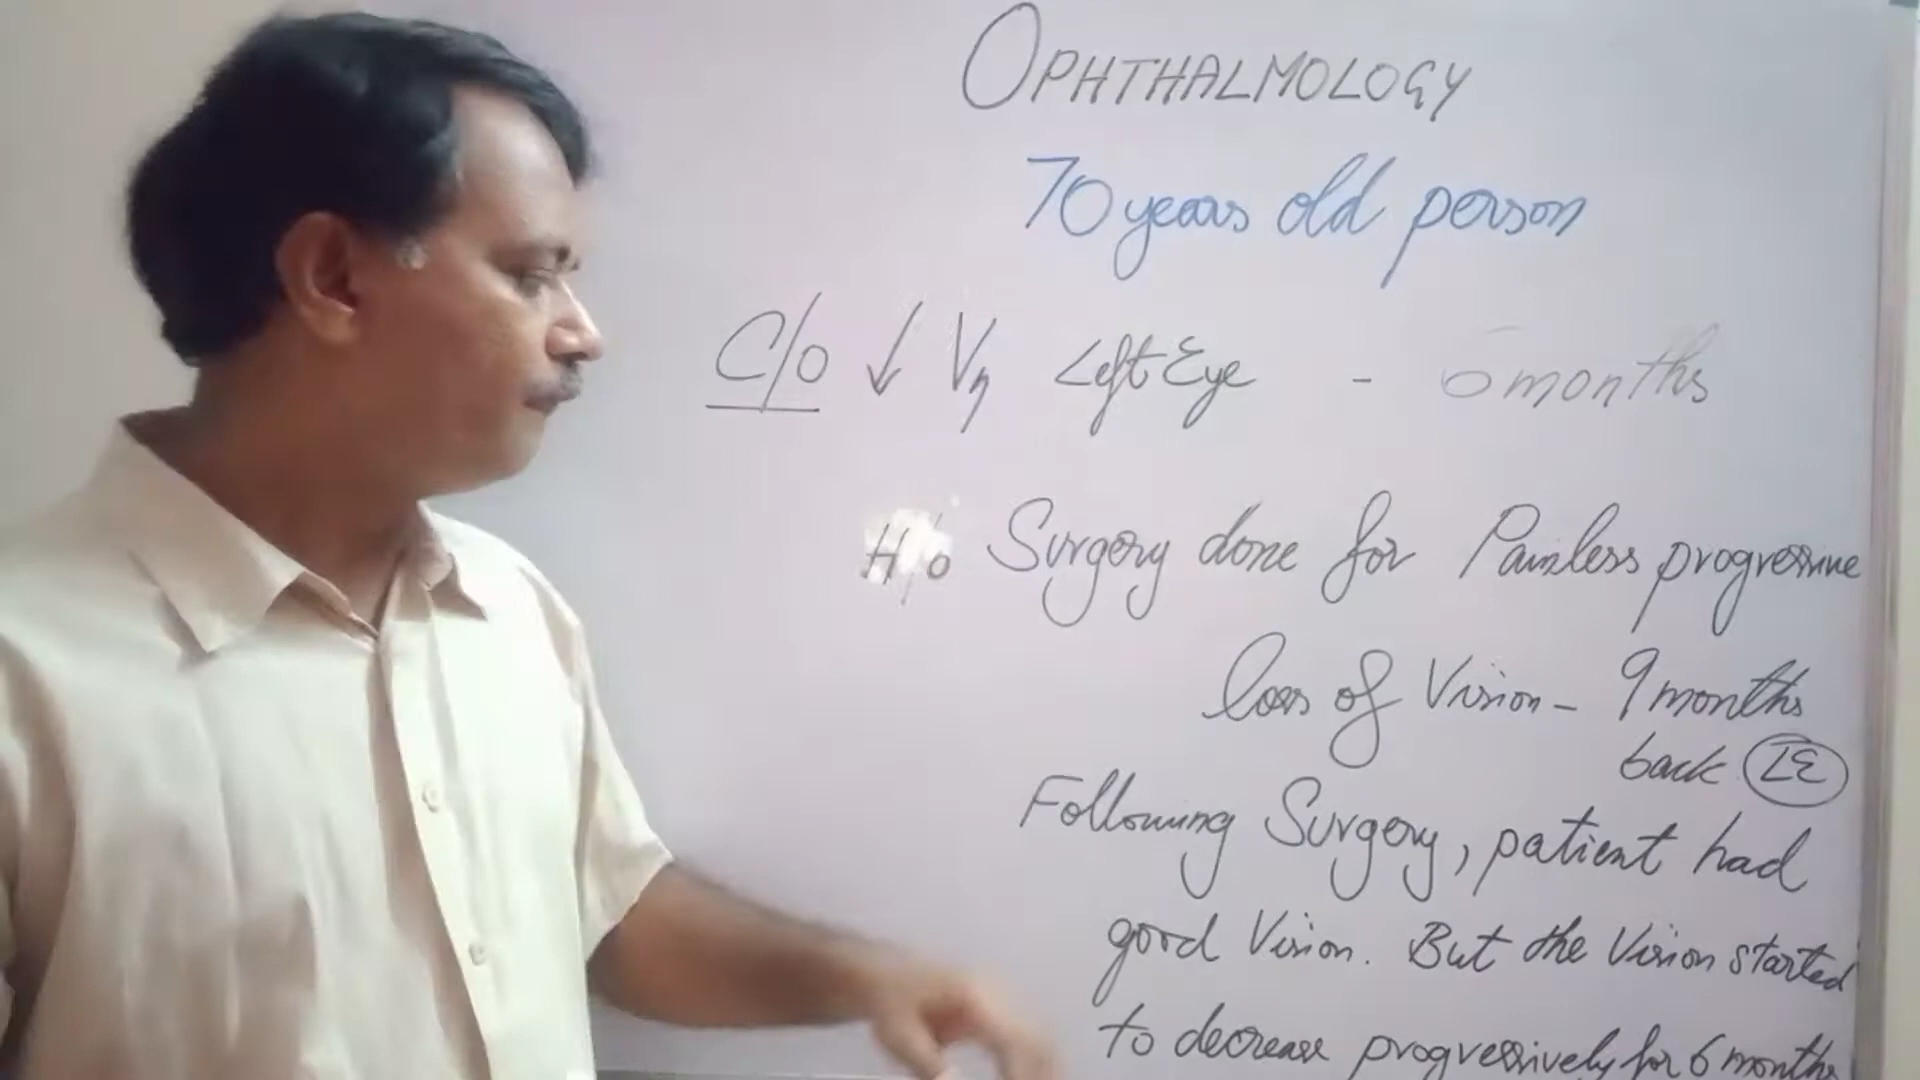 OPHTHALMOLOGY
70 years old person
C/o ↓ Vn Left Eye - 6 months
H/o Surgery done for Painless progressive
loss of Vision - 9 months
back LE
Following Surgery, patient had
good Vision. But the Vision started
to decrease progressively for 6 months